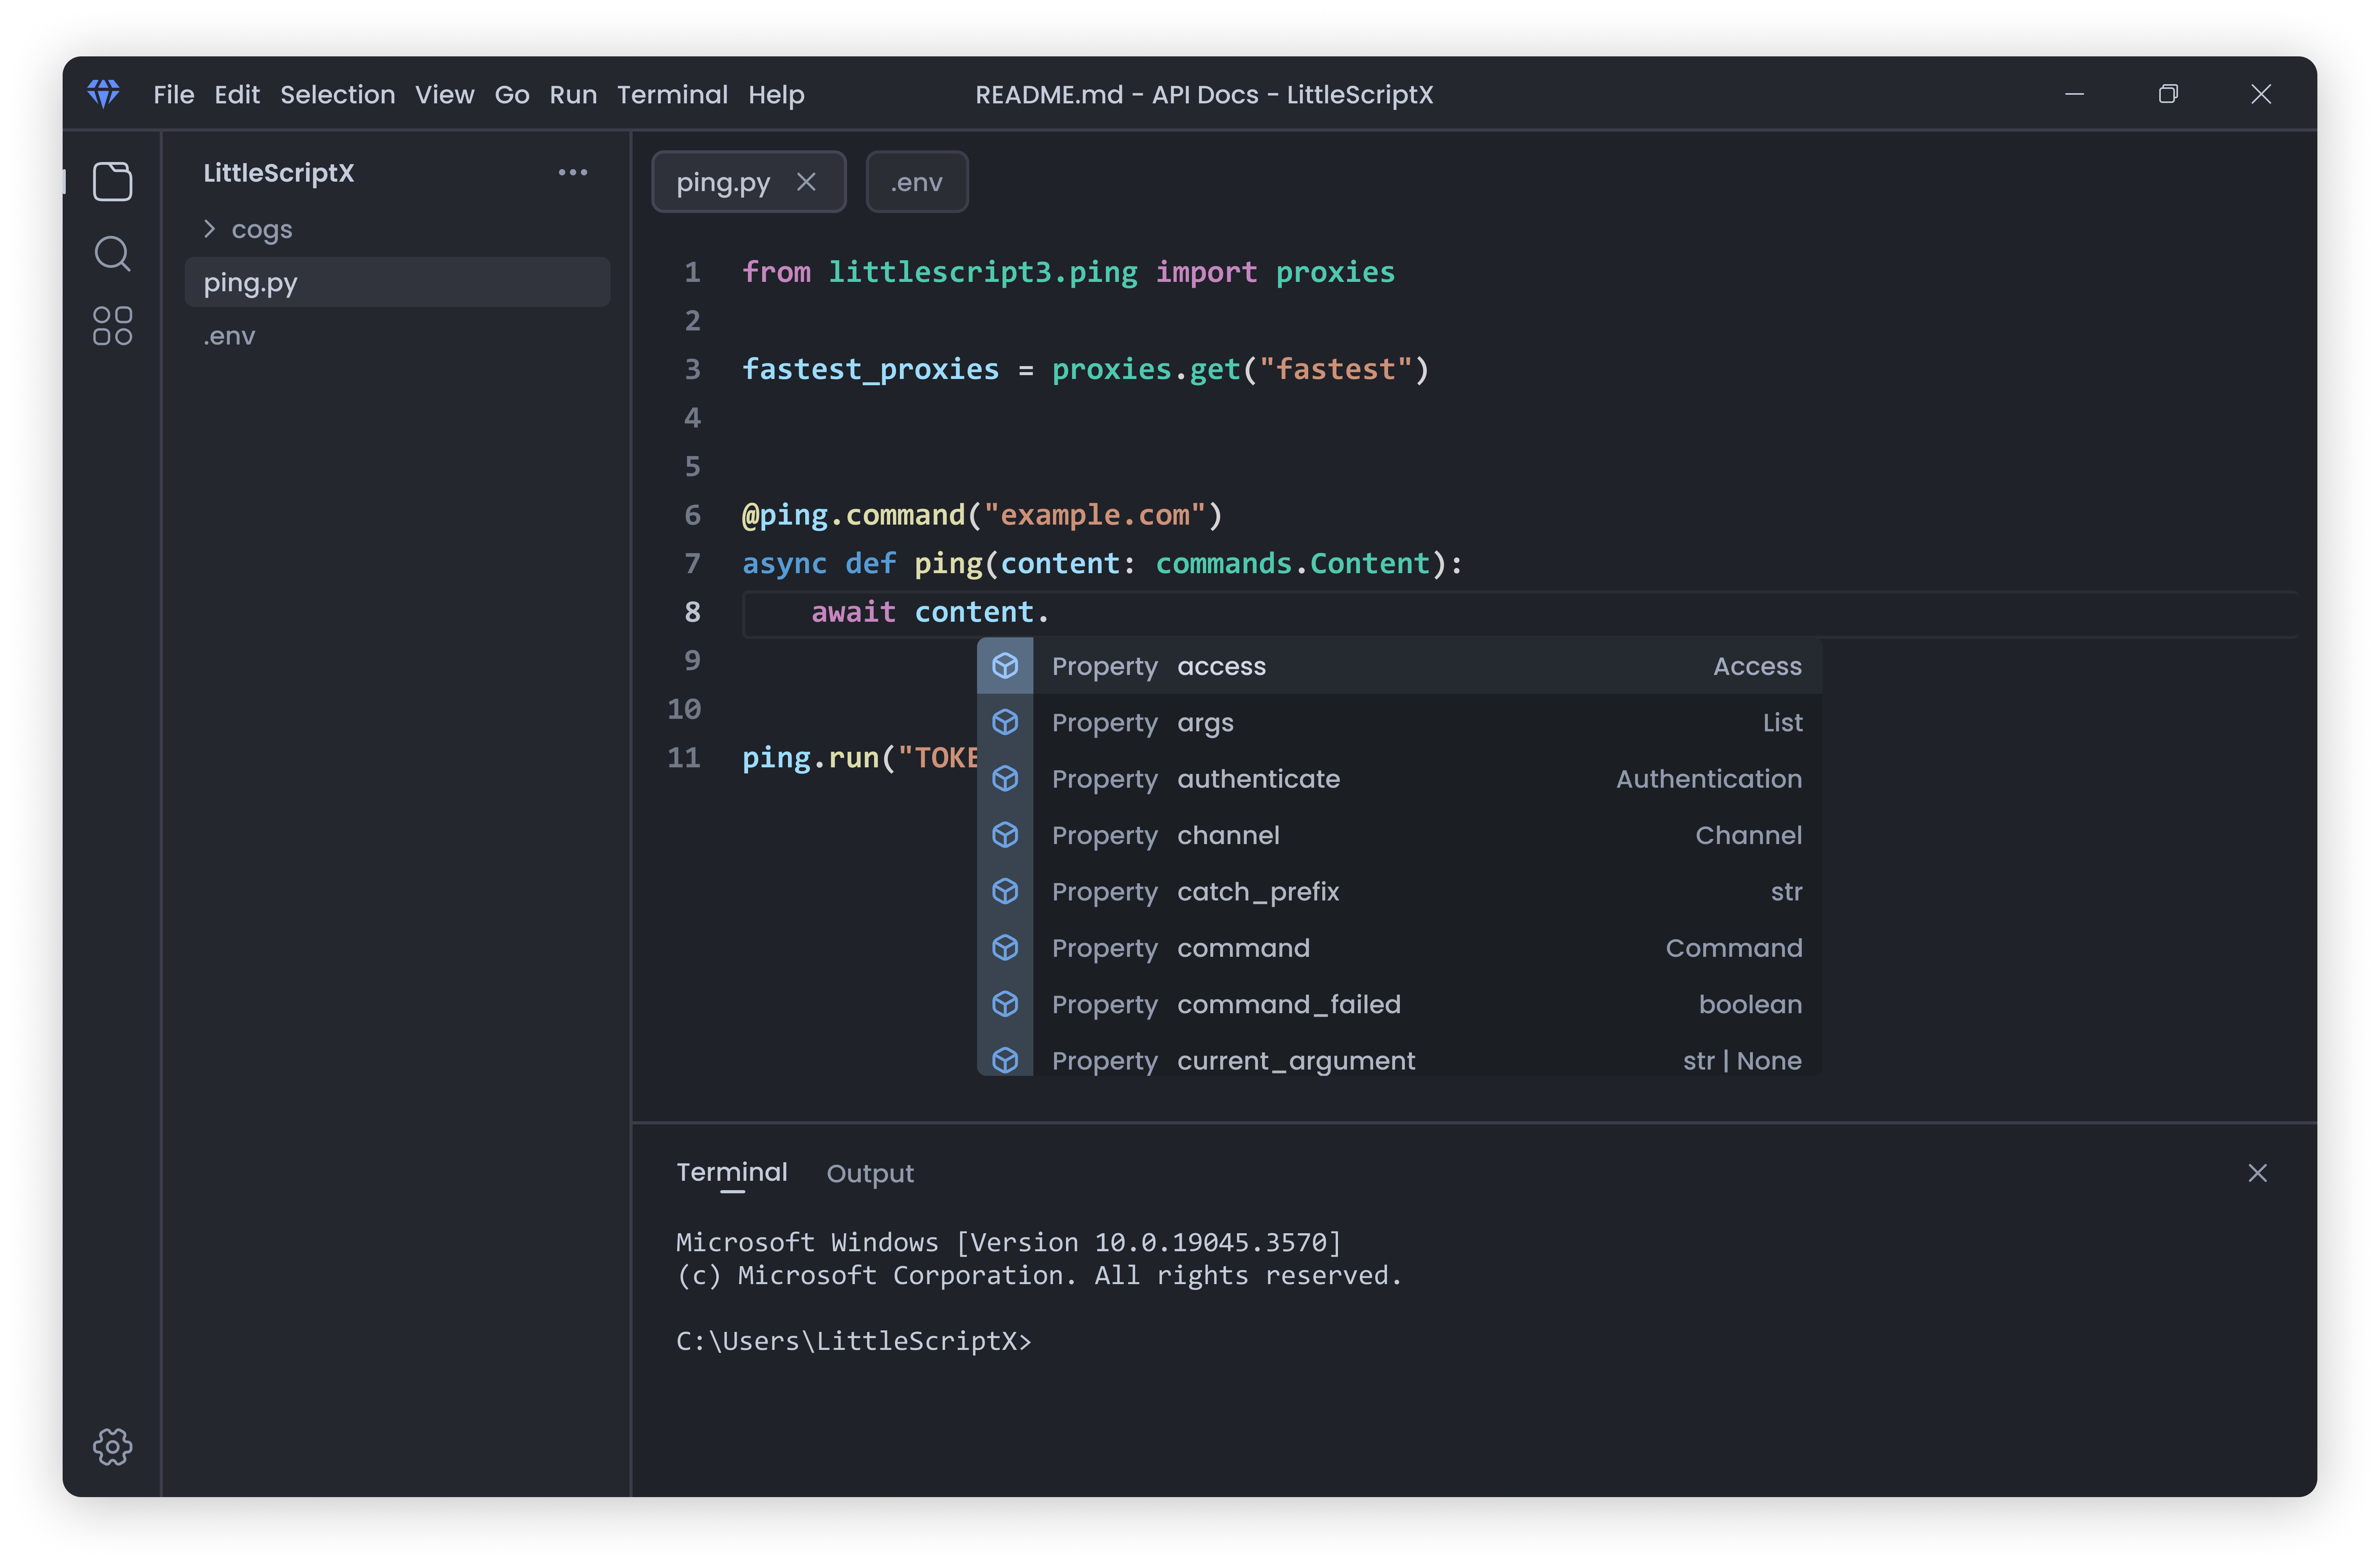 File Edit Selection View Go Run Terminal Help README.md - API Docs - LittleScriptX
LittleScriptX
cogs
ping.py
.env
ping.py .env
1 from littlescript3.ping import proxies
2
3 fastest_proxies = proxies.get("fastest")
4
5
6 @ping.command("example.com")
7 async def ping(content: commands.Content):
8 await content.
9
10
11 ping.run("TOKE
Property access Access
Property args List
Property authenticate Authentication
Property channel Channel
Property catch_prefix str
Property command Command
Property command_failed boolean
Property current_argument str | None
Terminal Output
Microsoft Windows [Version 10.0.19045.3570]
(c) Microsoft Corporation. All rights reserved.
C:\Users\LittleScriptX>